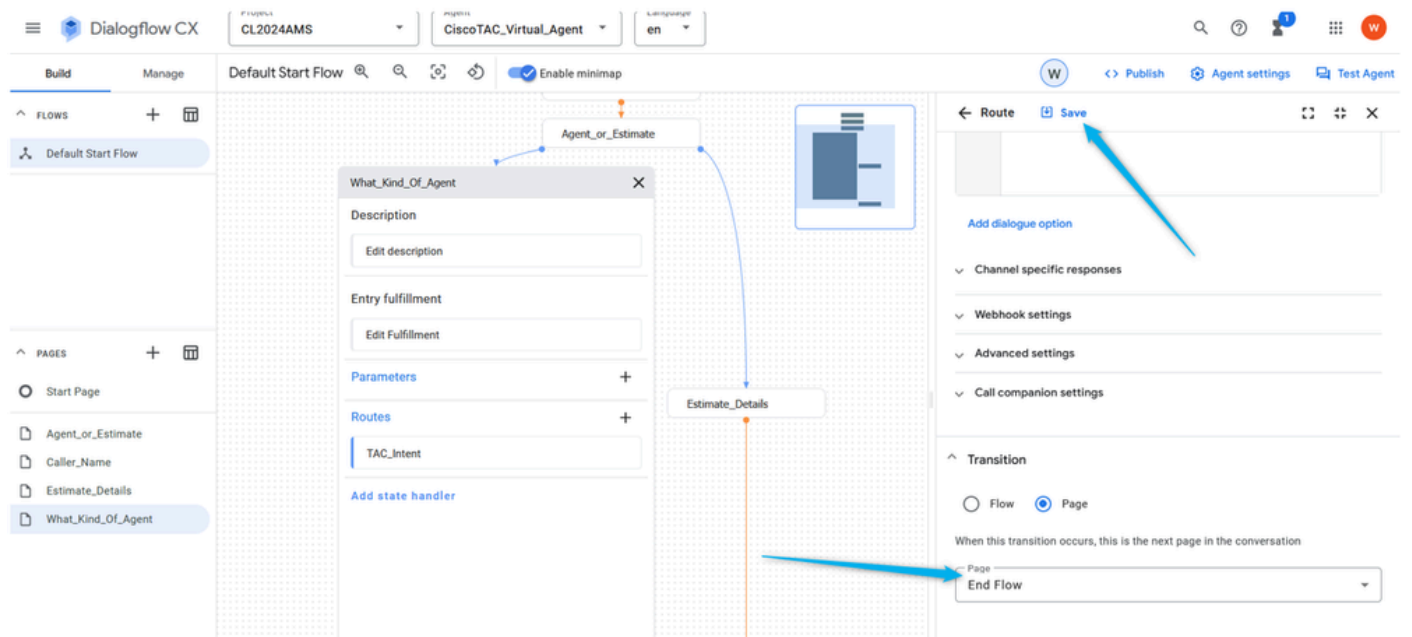 Project
Agent
Language
Dialogflow CX
CL2024AMS
CiscoTAC_Virtual_Agent
en
1
W
Build
Manage
Default Start Flow
Enable minimap
W
<> Publish
Agent settings
Test Agent
FLOWS
Default Start Flow
PAGES
Start Page
Agent_or_Estimate
Caller_Name
Estimate_Details
What_Kind_Of_Agent
Agent_or_Estimate
What_Kind_Of_Agent
Description
Edit description
Entry fulfillment
Edit Fulfillment
Parameters
Routes
TAC_Intent
Add state handler
Estimate_Details
Route
Save
Add dialogue option
Channel specific responses
Webhook settings
Advanced settings
Call companion settings
Transition
Flow
Page
When this transition occurs, this is the next page in the conversation
Page
End Flow